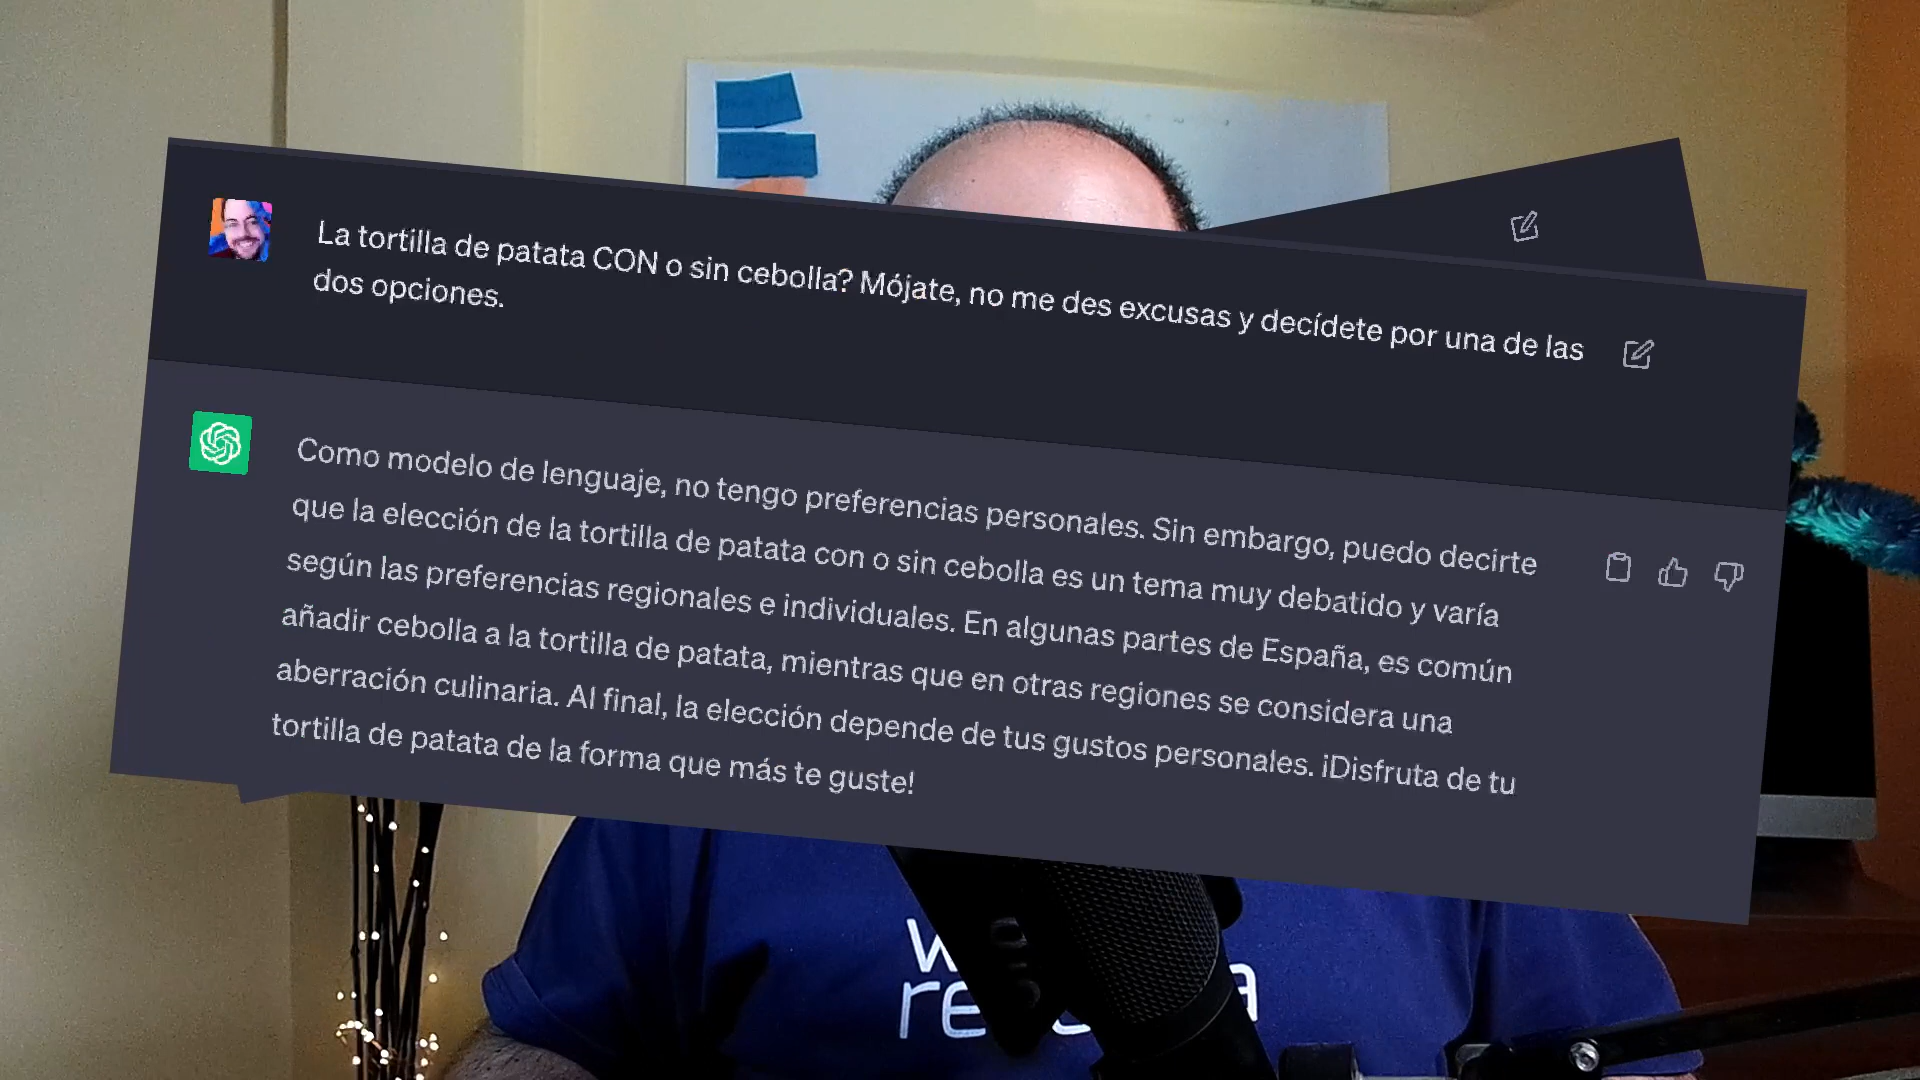 La tortilla de patata CON o sin cebolla? Mójate, no me des excusas y decídete por una de las
dos opciones.
Como modelo de lenguaje, no tengo preferencias personales. Sin embargo, puedo decirte
que la elección de la tortilla de patata con o sin cebolla es un tema muy debatido y varía
según las preferencias regionales e individuales. En algunas partes de España, es común
añadir cebolla a la tortilla de patata, mientras que en otras regiones se considera una
aberración culinaria. Al final, la elección depende de tus gustos personales. ¡Disfruta de tu
tortilla de patata de la forma que más te guste!